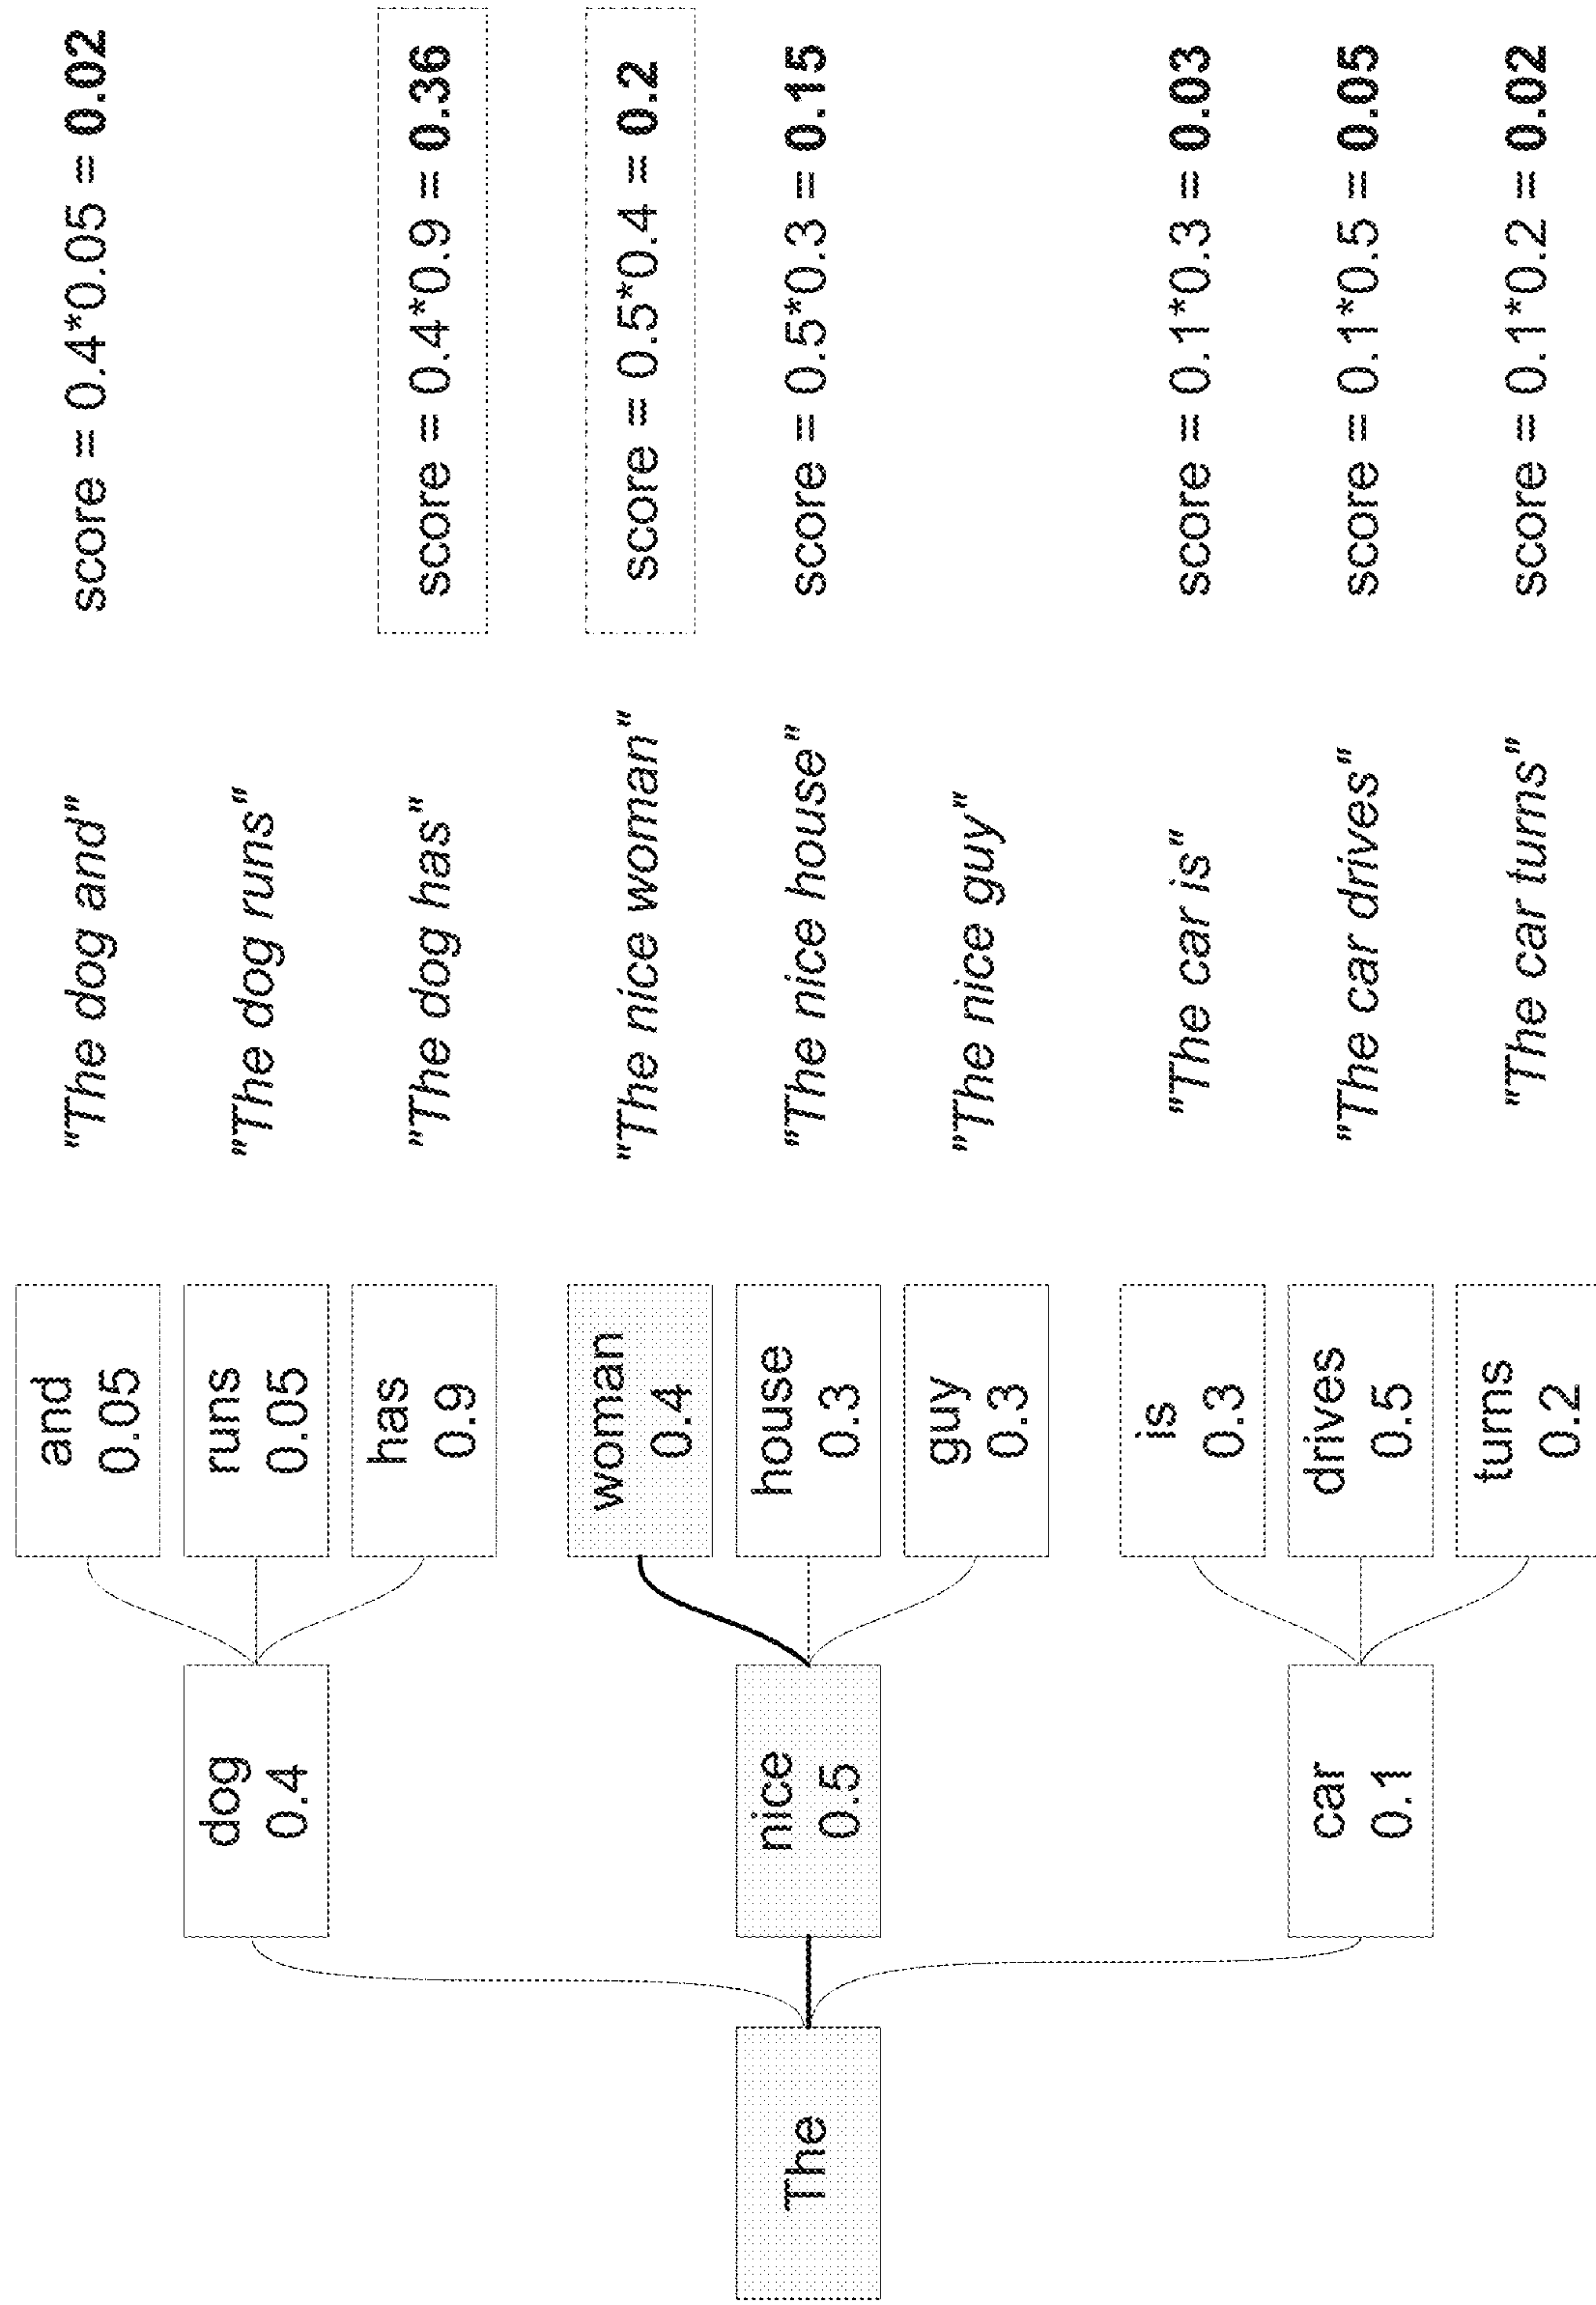 The
dog
0.4
nice
0.5
car
0.1
and
0.05
runs
0.05
has
0.9
woman
0.4
house
0.3
guy
0.3
is
0.3
drives
0.5
turns
0.2
"The dog and"
score = 0.4*0.05 = 0.02
"The dog runs"
"The dog has"
score = 0.4*0.9 = 0.36
"The nice woman"
score = 0.5*0.4 = 0.2
"The nice house"
score = 0.5*0.3 = 0.15
"The nice guy"
"The car is"
score = 0.1*0.3 = 0.03
"The car drives"
score = 0.1*0.5 = 0.05
"The car turns"
score = 0.1*0.2 = 0.02